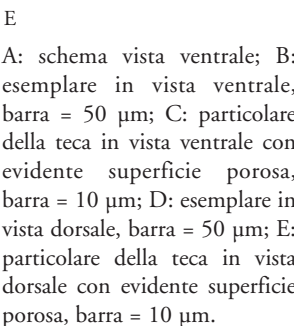 E
A: schema vista ventrale; B:
esemplare in vista ventrale,
barra = 50 µm; C: particolare
della teca in vista ventrale con
evidente superficie porosa,
barra = 10 µm; D: esemplare in
vista dorsale, barra = 50 µm; E:
particolare della teca in vista
dorsale con evidente superficie
porosa, barra = 10 µm.